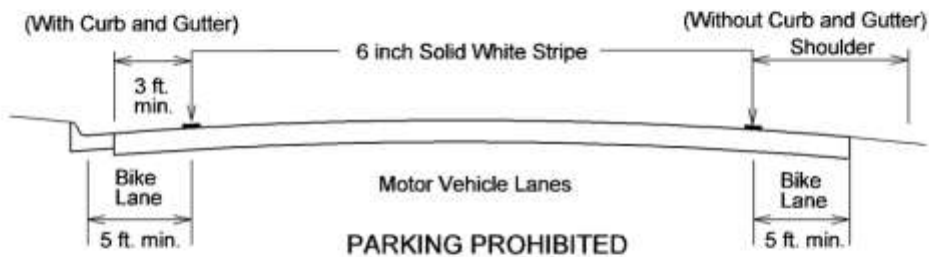 (With Curb and Gutter)
(Without Curb and Gutter)
6 inch Solid White Stripe
Shoulder
3 ft.
min.
Bike
Lane
Motor Vehicle Lanes
Bike
Lane
5 ft. min.
PARKING PROHIBITED
5 ft. min.